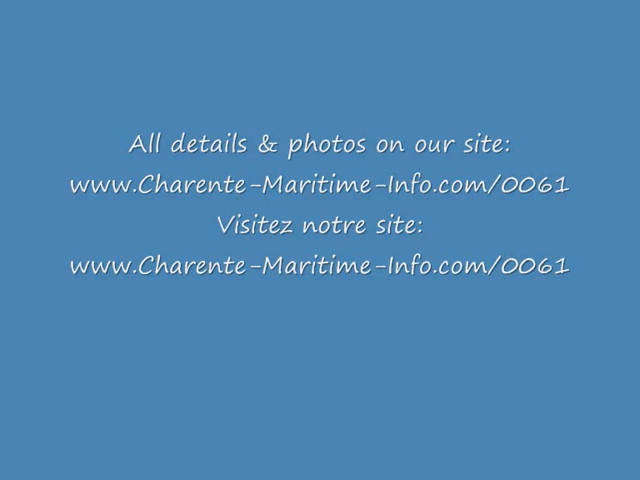 All details & photos on our site:
www.Charente-Maritime-Info.com/0061
Visitez notre site:
www.Charente-Maritime-Info.com/0061